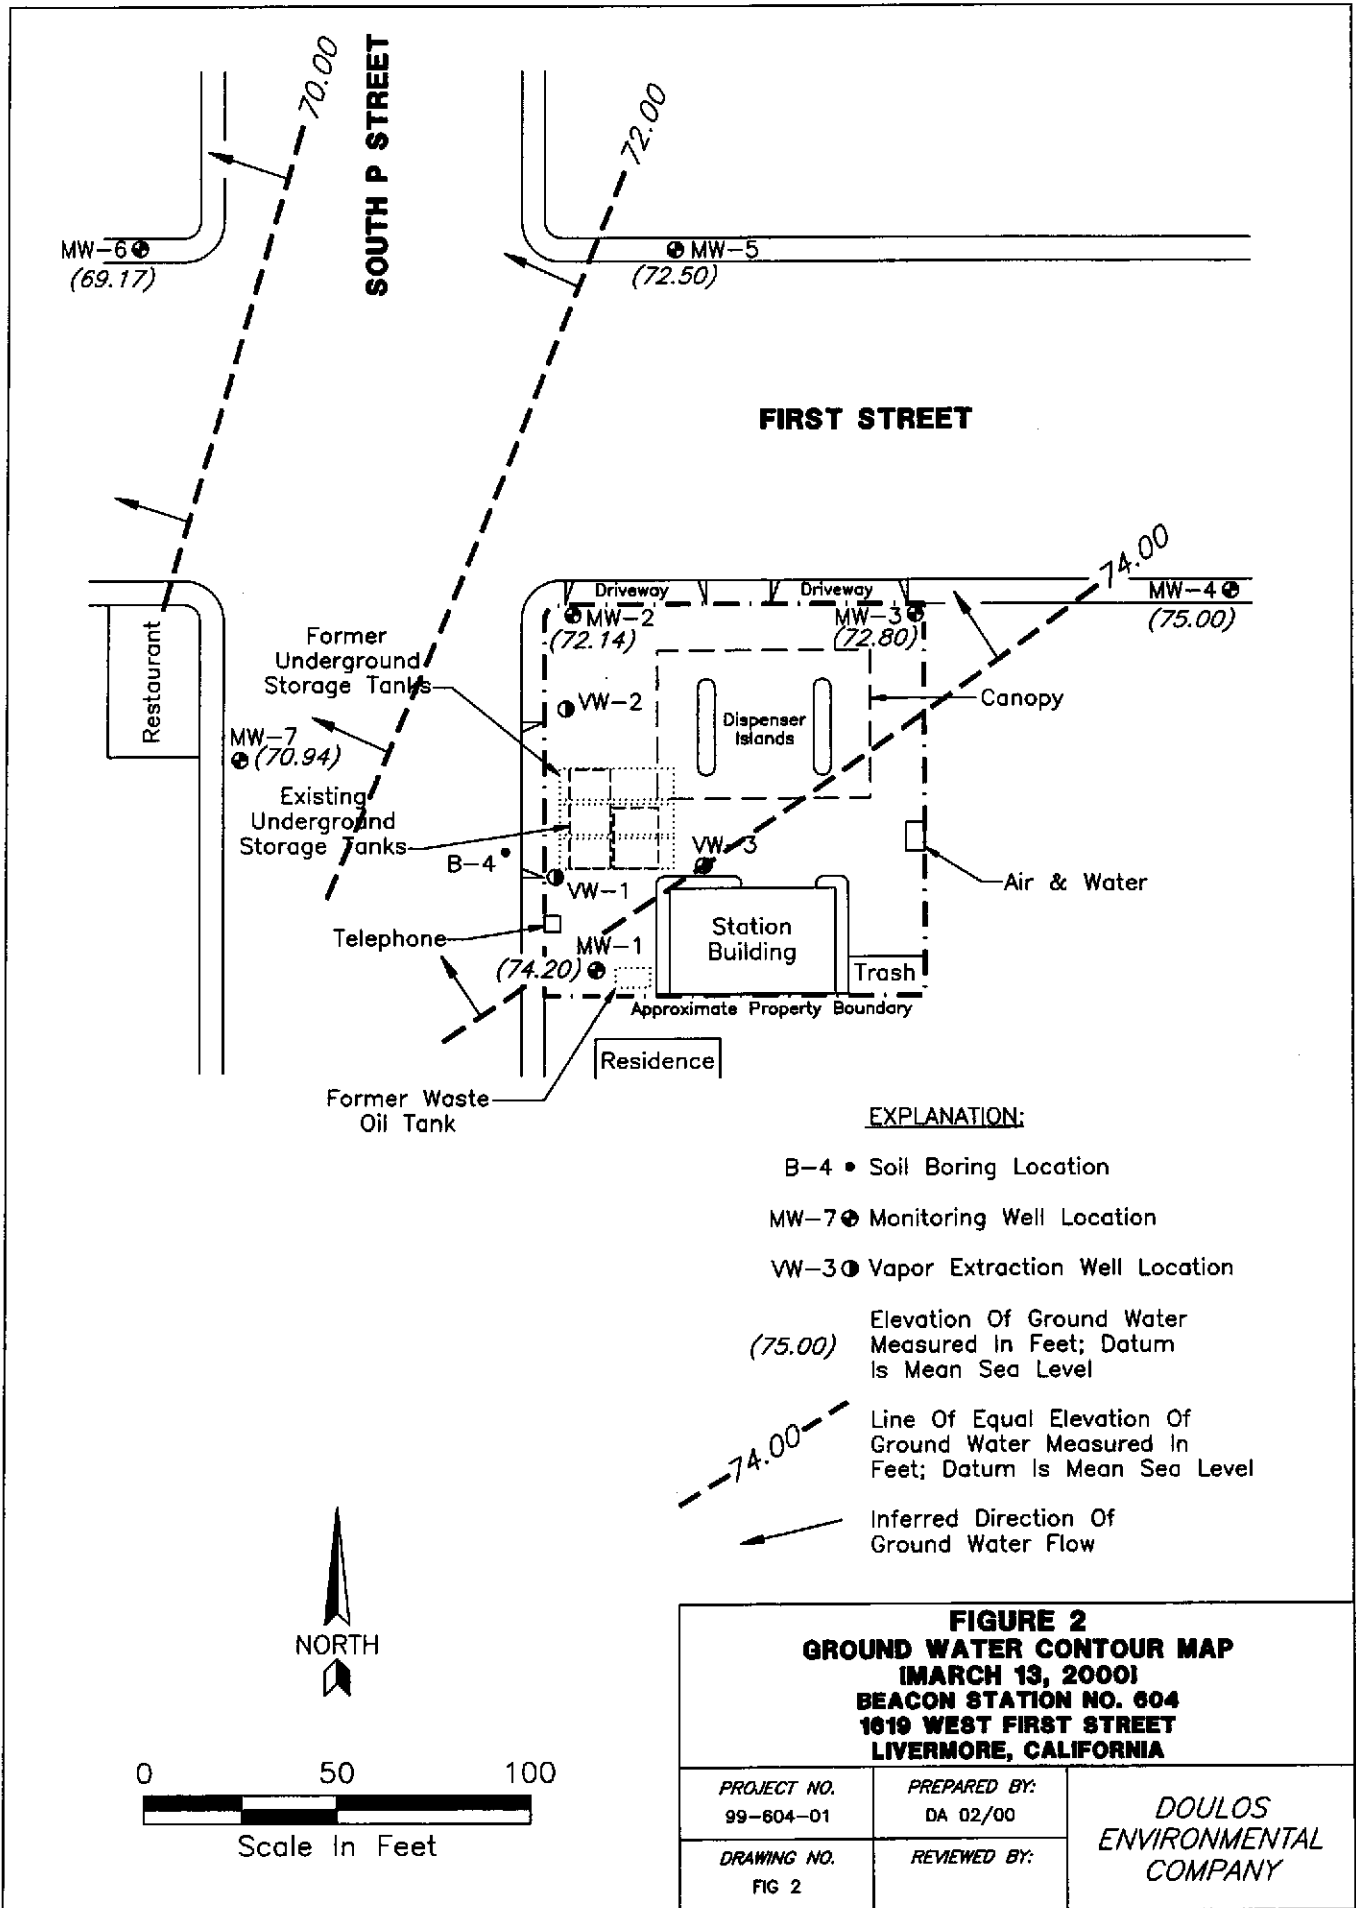 70.00
SOUTH P STREET
72.00
MW-6
(69.17)
MW-5
(72.50)
FIRST STREET
74.00
MW-4
(75.00)
Driveway
Driveway
MW-2
(72.14)
MW-3
(72.80)
Restaurant
Former
Underground
Storage Tanks
VW-2
Dispenser
Islands
Canopy
MW-7
(70.94)
Existing
Underground
Storage Tanks
B-4
VW-3
VW-1
Air & Water
Telephone
MW-1
(74.20)
Station
Building
Trash
Approximate Property Boundary
Residence
Former Waste
Oil Tank
EXPLANATION:
B-4 Soil Boring Location
MW-7 Monitoring Well Location
VW-3 Vapor Extraction Well Location
(75.00) Elevation Of Ground Water
Measured In Feet; Datum
Is Mean Sea Level
74.00 Line Of Equal Elevation Of
Ground Water Measured In
Feet; Datum Is Mean Sea Level
Inferred Direction Of
Ground Water Flow
NORTH
0 50 100
Scale In Feet
FIGURE 2
GROUND WATER CONTOUR MAP
(MARCH 13, 2000)
BEACON STATION NO. 604
1619 WEST FIRST STREET
LIVERMORE, CALIFORNIA
PROJECT NO.
99-604-01
PREPARED BY:
DA 02/00
DRAWING NO.
FIG 2
REVIEWED BY:
DOULOS
ENVIRONMENTAL
COMPANY